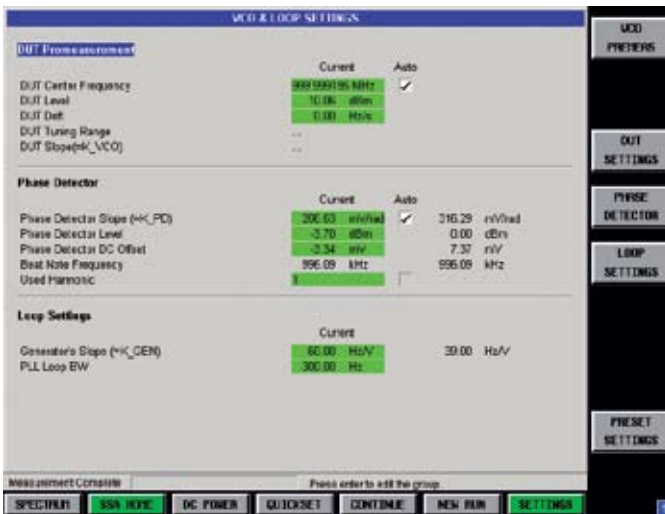 VCO & LOOP SETTINGS
DUT Premeasurement
Current Auto
DUT Center Frequency MHz
DUT Level 10.06 dBm
DUT Drift 0.00 Hz/s
DUT Tuning Range --
DUT Slope(=K_VCO) --
Phase Detector
Current Auto
Phase Detector Slope (=K_PD) 206.63 mV/rad 316.29 mV/rad
Phase Detector Level -3.70 dBm 0.00 dBm
Phase Detector DC Offset -2.34 mV 7.37 mV
Beat Note Frequency 996.09 kHz 996.09 kHz
Used Harmonic
Loop Settings
Current
Generator's Slope (=K_GEN) 60.00 Hz/V 39.00 Hz/V
PLL Loop BW 300.00 Hz
Measurement Complete Press enter to edit the group.
SPECTRUM SSA HOME DC POWER QUICKSET CONTINUE NEW RUN SETTINGS
VCO
DUT
SETTINGS
PHASE
DETECTOR
LOOP
SETTINGS
PRESET
SETTINGS